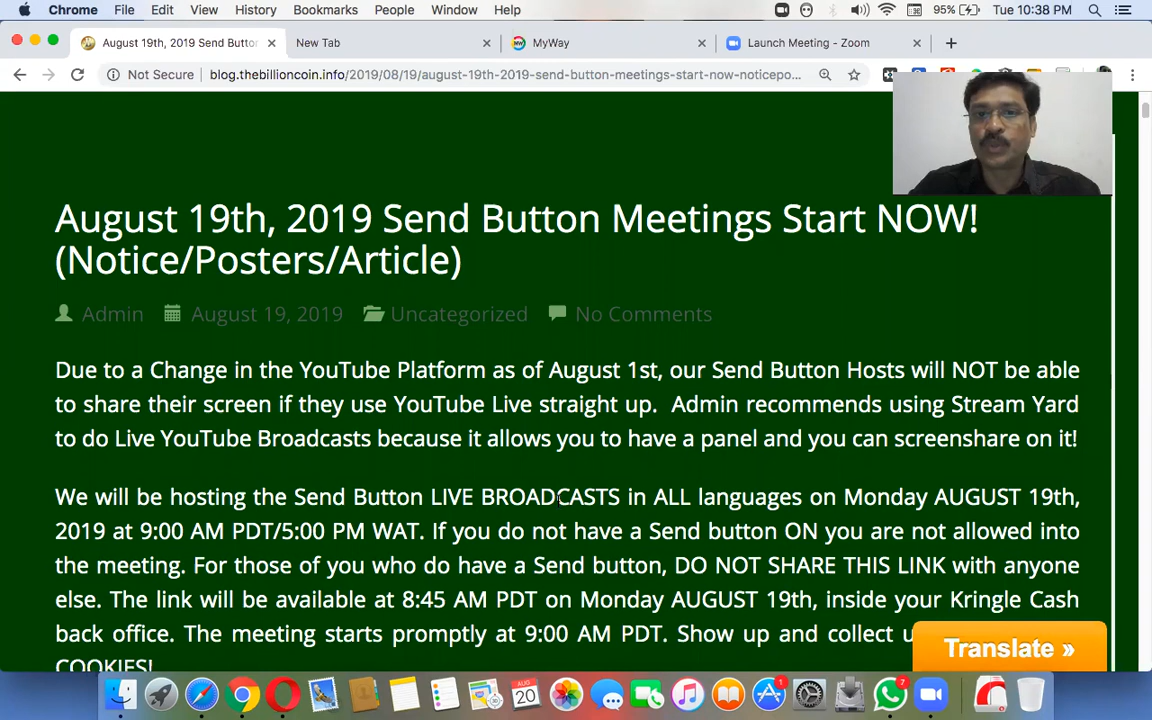 Chrome File Edit View History Bookmarks People Window Help 95% Tue 10:38 PM
August 19th, 2019 Send Butto New Tab MyWay Launch Meeting - Zoom
Not Secure blog.thebillioncoin.info/2019/08/19/august-19th-2019-send-button-meetings-start-now-noticepo...
August 19th, 2019 Send Button Meetings Start NOW!
(Notice/Posters/Article)
Admin August 19, 2019 Uncategorized No Comments
Due to a Change in the YouTube Platform as of August 1st, our Send Button Hosts will NOT be able
to share their screen if they use YouTube Live straight up. Admin recommends using Stream Yard
to do Live YouTube Broadcasts because it allows you to have a panel and you can screenshare on it!
We will be hosting the Send Button LIVE BROADCASTS in ALL languages on Monday AUGUST 19th,
2019 at 9:00 AM PDT/5:00 PM WAT. If you do not have a Send button ON you are not allowed into
the meeting. For those of you who do have a Send button, DO NOT SHARE THIS LINK with anyone
else. The link will be available at 8:45 AM PDT on Monday AUGUST 19th, inside your Kringle Cash
back office. The meeting starts promptly at 9:00 AM PDT. Show up and collect
COOKIES!
Translate »
AUG
20
1
7